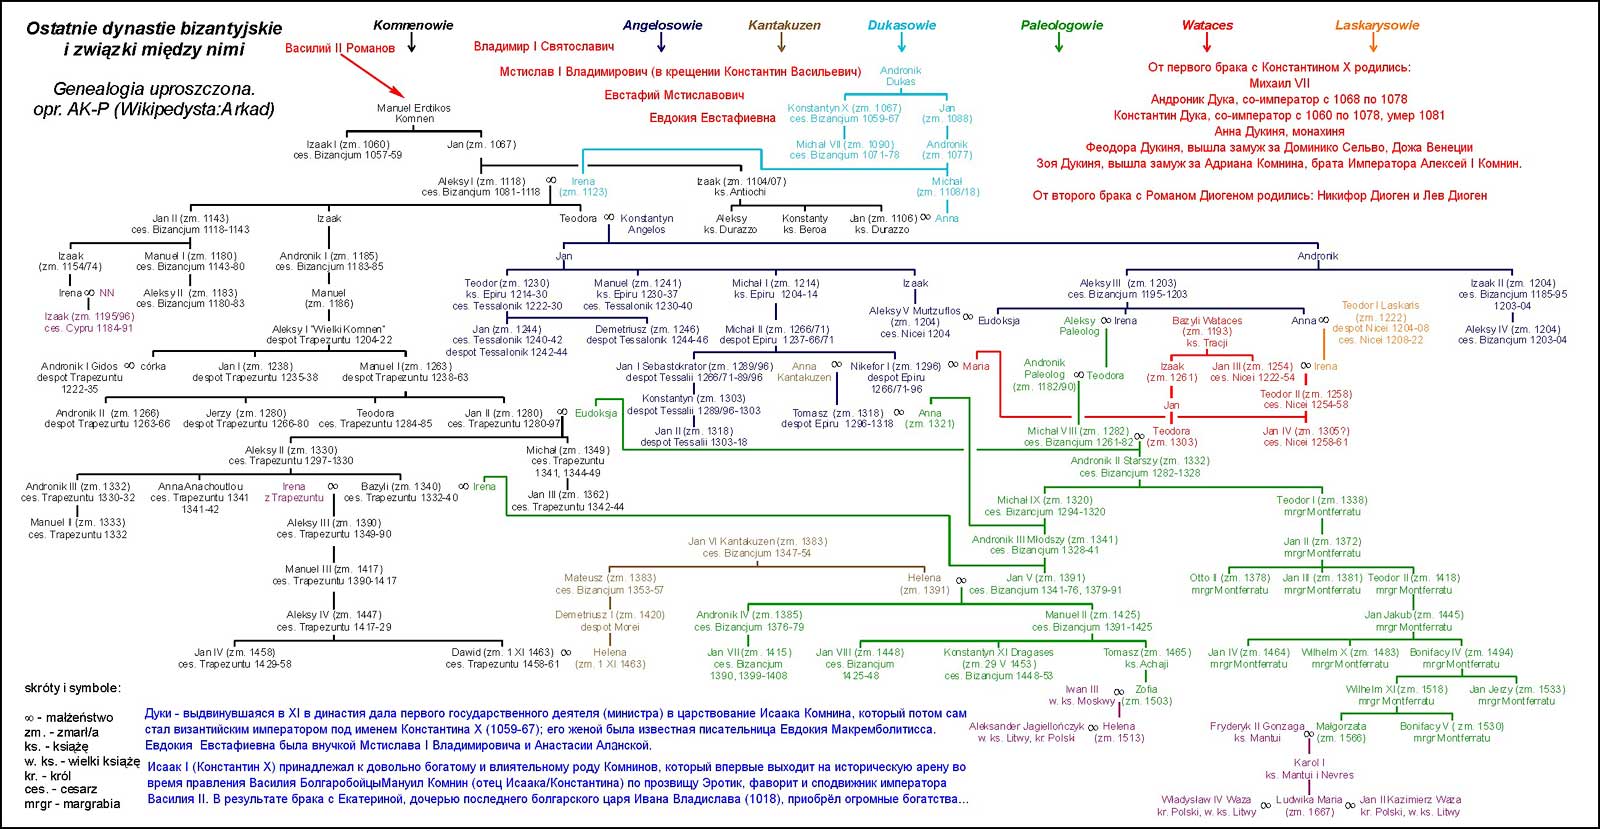 Ostatnie dynastie bizantyjskie
i związki między nimi
Genealogia uproszczona.
opr. AK-P (Wikipedysta:Arkad)
Komnenowie
Angelosowie
Kantakuzen
Dukasowie
Paleologowie
Wataces
Laskarysowie
Василий II Романов
Владимир I Святославич
Мстислав I Владимирович (в крещении Константин Васильевич)
Евстафий Мстиславович
Евдокия Евстафиевна
От первого брака с Константином X родились:
Михаил VII
Андроник Дука, со-император с 1068 по 1078
Константин Дука, со-император с 1060 по 1078, умер 1081
Анна Дукиня, монахиня
Феодора Дукиня, вышла замуж за Доминико Сельво, Дожа Венеции
Зоя Дукиня, вышла замуж за Адриана Комнина, брата Императора Алексей I Комнин.
От второго брака с Романом Диогеном родились: Никифор Диоген и Лев Диоген
Andronik
Dukas
Manuel Erotikos
Komnen
Konstantyn X (zm. 1067)
ces. Bizancjum 1059-67
Jan
(zm. 1088)
Izaak I (zm. 1060)
ces. Bizancjum 1057-59
Jan (zm. 1067)
Michał VII (zm. 1090)
ces. Bizancjum 1071-78
Andronik
(zm. 1077)
Aleksy I (zm. 1118)
ces. Bizancjum 1081-1118
∞
Irena
(zm. 1123)
Izaak (zm. 1104/07)
ks. Antiochi
Michał
(zm. 1108/18)
Jan II (zm. 1143)
ces. Bizancjum 1118-1143
Izaak
Teodora
∞
Konstantyn
Angelos
Aleksy
ks. Durazzo
Konstanty
ks. Beroa
Jan (zm. 1106)
ks. Durazzo
∞
Anna
Izaak
(zm. 1154/74)
Manuel I (zm. 1180)
ces. Bizancjum 1143-80
Andronik I (zm. 1185)
ces. Bizancjum 1183-85
Jan
Andronik
Irena ∞ NN
Aleksy II (zm. 1183)
ces. Bizancjum 1180-83
Manuel
(zm. 1186)
Teodor (zm. 1230)
ks. Epiru 1214-30
ces. Tessalonik 1222-30
Manuel (zm. 1241)
ks. Epiru 1230-37
ces. Tessalonik 1230-40
Michał I (zm. 1214)
ks. Epiru 1204-14
Izaak
Aleksy III (zm. 1203)
ces. Bizancjum 1195-1203
Izaak II (zm. 1204)
ces. Bizancjum 1185-95
1203-04
Izaak (zm. 1195/96)
ces. Cypru 1184-91
Aleksy I "Wielki Komnen"
despot Trapezuntu 1204-22
Jan (zm. 1244)
ces. Tessalonik 1240-42
despot Tessalonik 1242-44
Demetriusz (zm. 1246)
despot Tessalonik 1244-46
Michał II (zm. 1266/71)
despot Epiru 1237-66/71
Aleksy V Murtzuflos
(zm. 1204)
ces. Nicei 1204
∞
Eudoksja
Aleksy
Paleolog
∞
Irena
Bazyli Wataces
(zm. 1193)
ks. Tracji
Anna ∞
Teodor I Laskaris
(zm. 1222)
despot Nicei 1204-08
ces. Nicei 1208-22
Aleksy IV (zm. 1204)
ces. Bizancjum 1203-04
Andronik I Gidos
despot Trapezuntu
1222-35
∞
córka
Jan I (zm. 1238)
despot Trapezuntu 1235-38
Manuel I (zm. 1263)
despot Trapezuntu 1238-63
Jan I Sebastokrator (zm. 1289/96)
despot Tessalii 1266/71-89/96
Anna
Kantakuzen
∞
Nikefor I (zm. 1296)
despot Epiru
1266/71-96
∞
Maria
Andronik
Paleolog
(zm. 1182/90)
∞
Teodora
Izaak
(zm. 1261)
Jan III (zm. 1254)
ces. Nicei 1222-54
∞
Irena
Andronik II (zm. 1266)
despot Trapezuntu 1263-66
Jerzy (zm. 1280)
despot Trapezuntu 1266-80
Teodora
despot Trapezuntu 1284-85
Jan II (zm. 1280)
ces. Trapezuntu 1280-97
∞
Eudoksja
Konstantyn (zm. 1303)
despot Tessalii 1289/96-1303
Tomasz (zm. 1318)
despot Epiru 1296-1318
∞
Anna
(zm. 1321)
Jan
Teodor II (zm. 1258)
ces. Nicei 1254-58
Jan II (zm. 1318)
despot Tessalii 1303-18
Michał VIII (zm. 1282)
ces. Bizancjum 1261-82
∞
Teodora
(zm. 1303)
Jan IV (zm. 1305?)
ces. Nicei 1258-61
Aleksy II (zm. 1330)
ces. Trapezuntu 1297-1330
Michał (zm. 1349)
ces. Trapezuntu
1341, 1344-49
Andronik II Starszy (zm. 1332)
ces. Bizancjum 1282-1328
Andronik III (zm. 1332)
ces. Trapezuntu 1330-32
Anna Anachoutlou
ces. Trapezuntu 1341
1341-42
Irena
z Trapezuntu
∞
Bazyli (zm. 1340)
ces. Trapezuntu 1332-40
∞
Irena
Jan III (zm. 1362)
ces. Trapezuntu 1342-44
Michał IX (zm. 1320)
ces. Bizancjum 1294-1320
Teodor I (zm. 1338)
mrgr Montferratu
Manuel II (zm. 1333)
ces. Trapezuntu 1332
Aleksy III (zm. 1390)
ces. Trapezuntu 1349-90
Jan VI Kantakuzen (zm. 1383)
ces. Bizancjum 1347-54
Andronik III Młodszy (zm. 1341)
ces. Bizancjum 1328-41
Jan II (zm. 1372)
mrgr Montferratu
Manuel III (zm. 1417)
ces. Trapezuntu 1390-1417
Mateusz (zm. 1383)
ces. Bizancjum 1353-57
Helena
(zm. 1391)
∞
Jan V (zm. 1391)
ces. Bizancjum 1341-76, 1379-91
Otto II (zm. 1378)
mrgr Montferratu
Jan III (zm. 1381)
mrgr Montferratu
Teodor II (zm. 1418)
mrgr Montferratu
Aleksy IV (zm. 1447)
ces. Trapezuntu 1417-29
Demetriusz I (zm. 1420)
despot Morei
Andronik IV (zm. 1385)
ces. Bizancjum 1376-79
Manuel II (zm. 1425)
ces. Bizancjum 1391-1425
Jan Jakub (zm. 1445)
mrgr Montferratu
Jan IV (zm. 1458)
ces. Trapezuntu 1429-58
Dawid (zm. 1 XI 1463)
ces. Trapezuntu 1458-61
∞
Helena
(zm. 1 XI 1463)
Jan VII (zm. 1415)
ces. Bizancjum
1390, 1399-1408
Jan VIII (zm. 1448)
ces. Bizancjum
1425-48
Konstantyn XI Dragases
(zm. 29 V 1453)
ces. Bizancjum 1448-53
Tomasz (zm. 1465)
ks. Achaji
Jan IV (zm. 1464)
mrgr Montferratu
Wilhelm X (zm. 1483)
mrgr Montferratu
Bonifacy IV (zm. 1494)
mrgr Montferratu
Iwan III
w. ks. Moskwy
∞
Zofia
(zm. 1503)
Wilhelm XI (zm. 1518)
mrgr Montferratu
Jan Jerzy (zm. 1533)
mrgr Montferratu
Aleksander Jagiellończyk
w. ks. Litwy, kr. Polski
∞
Helena
(zm. 1513)
Fryderyk II Gonzaga
ks. Mantui
∞
Małgorzata
(zm. 1566)
Bonifacy V (zm. 1530)
mrgr Montferratu
Karol I
ks. Mantui i Nevres
Władysław IV Waza
kr. Polski, w. ks. Litwy
∞
Ludwika Maria
(zm. 1667)
∞
Jan II Kazimierz Waza
kr. Polski, w. ks. Litwy
skróty i symbole:
∞ - małżeństwo
zm. - zmarł/a
ks. - książę
w. ks. - wielki książę
kr. - król
ces. - cesarz
mrgr - margrabia
Дуки - выдвинувшаяся в XI в династия дала первого государственного деятеля (министра) в царствование Исаака Комнина, который потом сам
стал византийским императором под именем Константина X (1059-67); его женой была известная писательница Евдокия Макремболитисса.
Евдокия Евстафиевна была внучкой Мстислава I Владимировича и Анастасии Аланской.
Исаак I (Константин X) принадлежал к довольно богатому и влиятельному роду Комнинов, который впервые выходит на историческую арену во
время правления Василия БолгаробойцыМануил Комнин (отец Исаака/Константина) по прозвищу Эротик, фаворит и сподвижник императора
Василия II. В результате брака с Екатериной, дочерью последнего болгарского царя Ивана Владислава (1018), приобрёл огромные богатства...